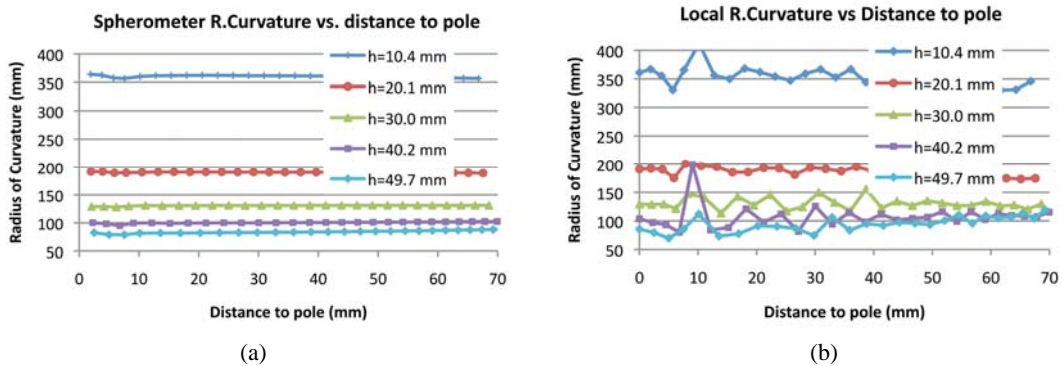 Spherometer R.Curvature vs. distance to pole
Radius of Curvature (mm)
400
350
300
250
200
150
100
50
0 10 20 30 40 50 60 70
Distance to pole (mm)
h=10.4 mm
h=20.1 mm
h=30.0 mm
h=40.2 mm
h=49.7 mm
(a)
Local R.Curvature vs Distance to pole
Radius of Curvature (mm)
400
350
300
250
200
150
100
50
0 10 20 30 40 50 60 70
Distance to pole (mm)
h=10.4 mm
h=20.1 mm
h=30.0 mm
h=40.2 mm
h=49.7 mm
(b)